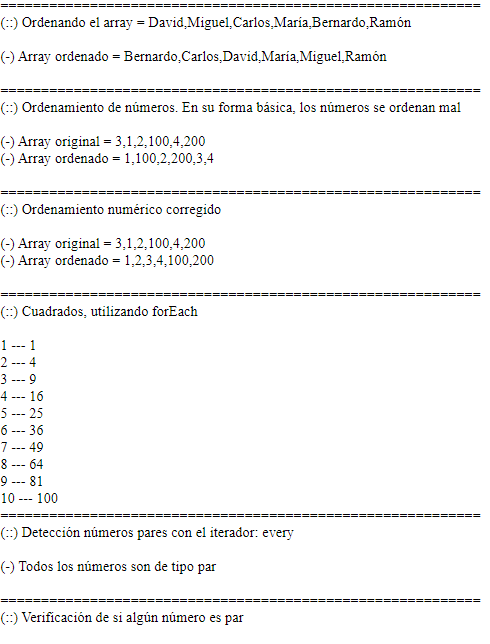 ============================================================
(::) Ordenando el array = David,Miguel,Carlos,María,Bernardo,Ramón
(-) Array ordenado = Bernardo,Carlos,David,María,Miguel,Ramón
============================================================
(::) Ordenamiento de números. En su forma básica, los números se ordenan mal
(-) Array original = 3,1,2,100,4,200
(-) Array ordenado = 1,100,2,200,3,4
============================================================
(::) Ordenamiento numérico corregido
(-) Array original = 3,1,2,100,4,200
(-) Array ordenado = 1,2,3,4,100,200
============================================================
(::) Cuadrados, utilizando forEach
1 --- 1
2 --- 4
3 --- 9
4 --- 16
5 --- 25
6 --- 36
7 --- 49
8 --- 64
9 --- 81
10 --- 100
============================================================
(::) Detección números pares con el iterador: every
(-) Todos los números son de tipo par
============================================================
(::) Verificación de si algún número es par